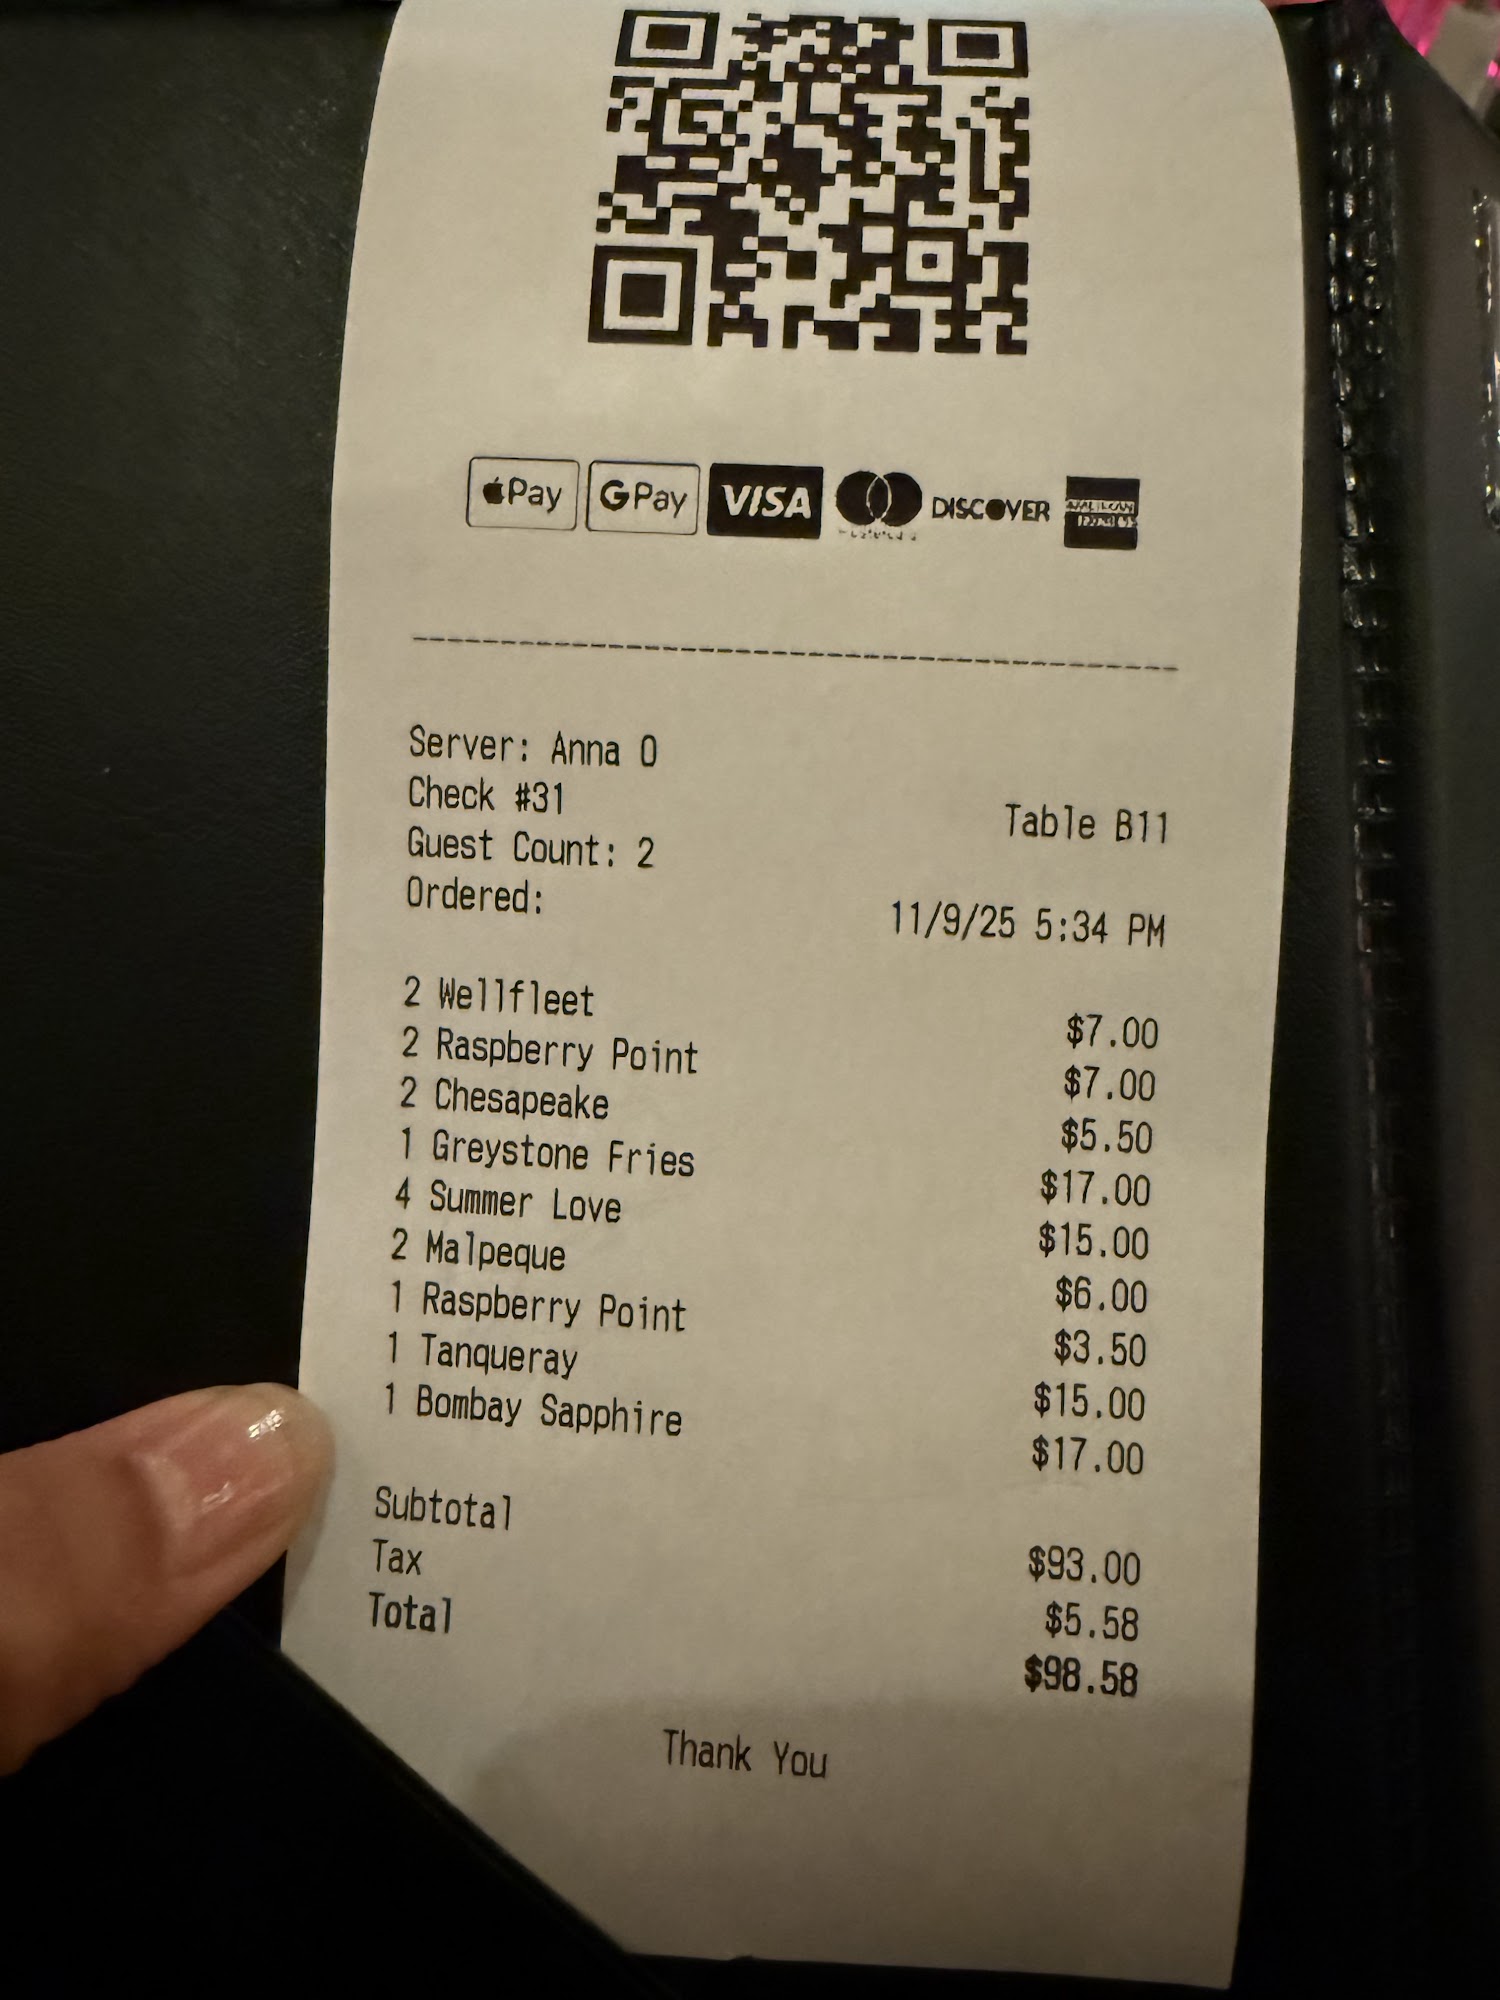 Pay GPay VISA DISCOVER
Server: Anna O
Check #31 Table B11
Guest Count: 2
Ordered: 11/9/25 5:34 PM
2 Wellfleet $7.00
2 Raspberry Point $7.00
2 Chesapeake $5.50
1 Greystone Fries $17.00
4 Summer Love $15.00
2 Malpeque $6.00
1 Raspberry Point $3.50
1 Tanqueray $15.00
1 Bombay Sapphire $17.00
Subtotal $93.00
Tax $5.58
Total $98.58
Thank You